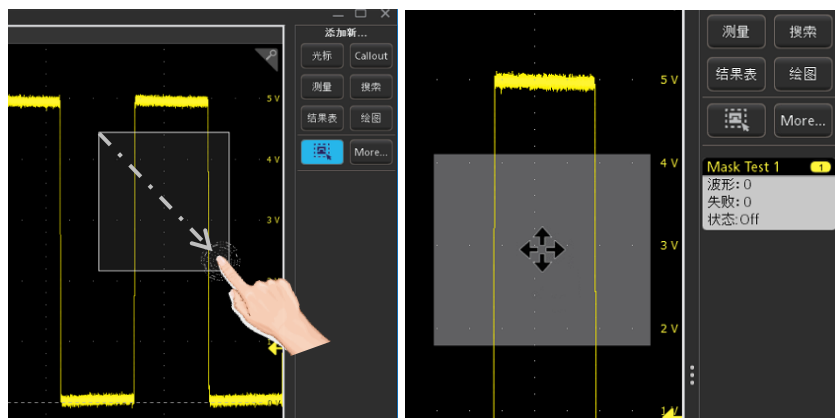 添加新...
光标
Callout
测量
搜索
结果表
绘图
More...
5 V
4 V
3 V
0 V
测量
搜索
结果表
绘图
More...
5 V
4 V
3 V
2 V
Mask Test 1
1
波形: 0
失败: 0
状态:Off